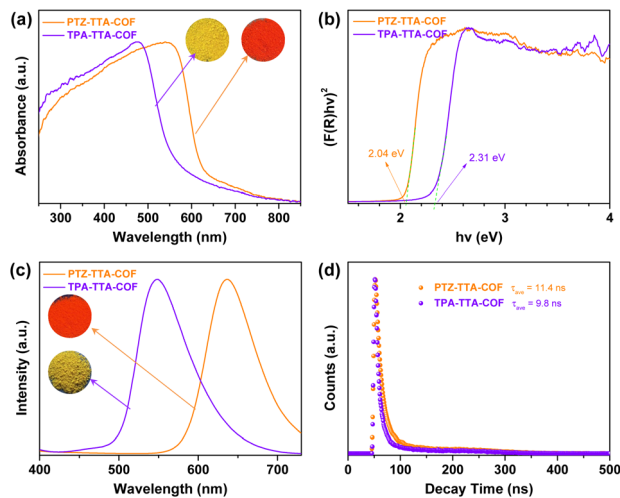 (a)
PTZ-TTA-COF
TPA-TTA-COF
Absorbance (a.u.)
300 400 500 600 700 800
Wavelength (nm)
(b)
PTZ-TTA-COF
TPA-TTA-COF
(F(R)hv)²
2.04 eV
2.31 eV
2 3 4
hv (eV)
(c)
PTZ-TTA-COF
TPA-TTA-COF
Intensity (a.u.)
400 500 600 700
Wavelength (nm)
(d)
PTZ-TTA-COF τave = 11.4 ns
TPA-TTA-COF τave = 9.8 ns
Counts (a.u.)
0 100 200 300 400 500
Decay Time (ns)